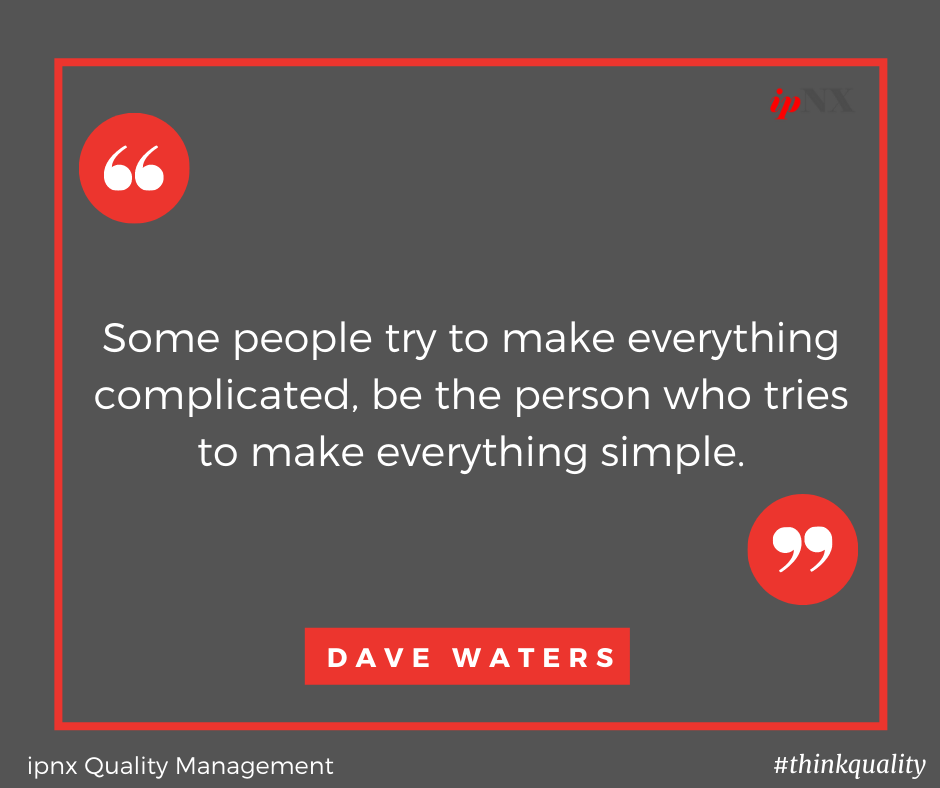 ipNX
“
Some people try to make everything
complicated, be the person who tries
to make everything simple.
”
DAVE WATERS
ipnx Quality Management
#thinkquality